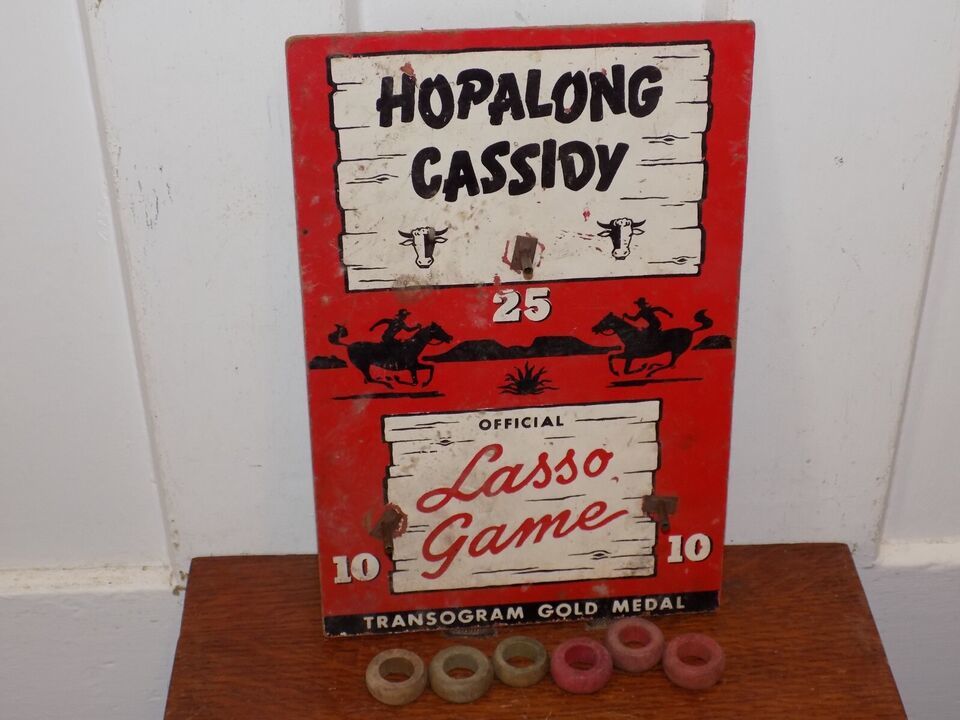 HOPALONG
CASSIDY
25
OFFICIAL
Lasso
Game
10 10
TRANSOGRAM GOLD MEDAL